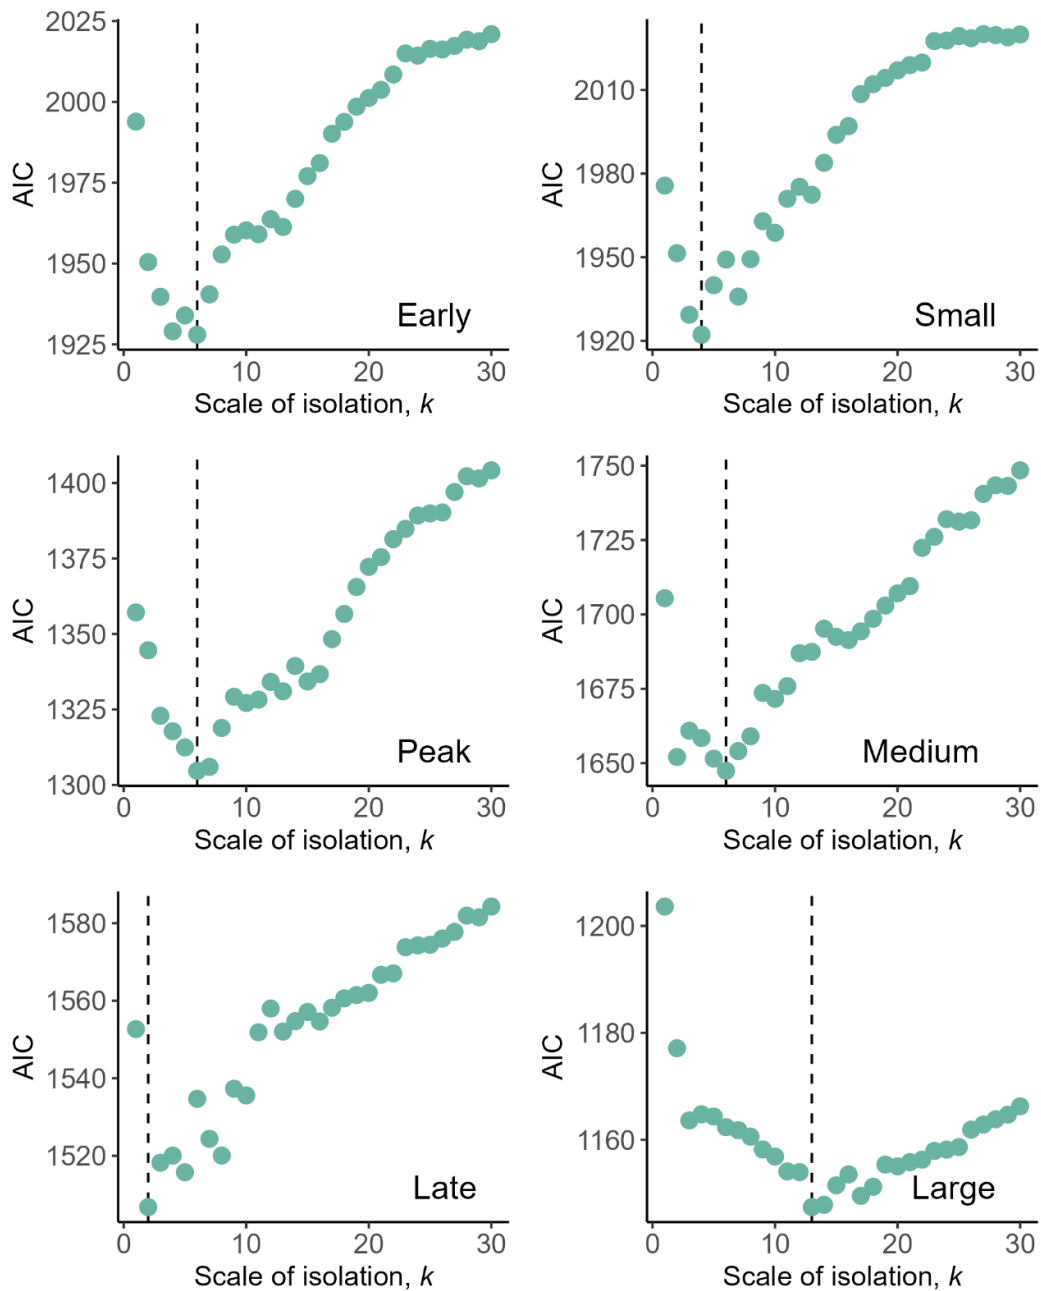 2025
2000
1975
1950
1925
AIC
Early
0 10 20 30
Scale of isolation, k
2010
1980
1950
1920
AIC
Small
0 10 20 30
Scale of isolation, k
1400
1375
1350
1325
1300
AIC
Peak
0 10 20 30
Scale of isolation, k
1750
1725
1700
1675
1650
AIC
Medium
0 10 20 30
Scale of isolation, k
1580
1560
1540
1520
AIC
Late
0 10 20 30
Scale of isolation, k
1200
1180
1160
AIC
Large
0 10 20 30
Scale of isolation, k